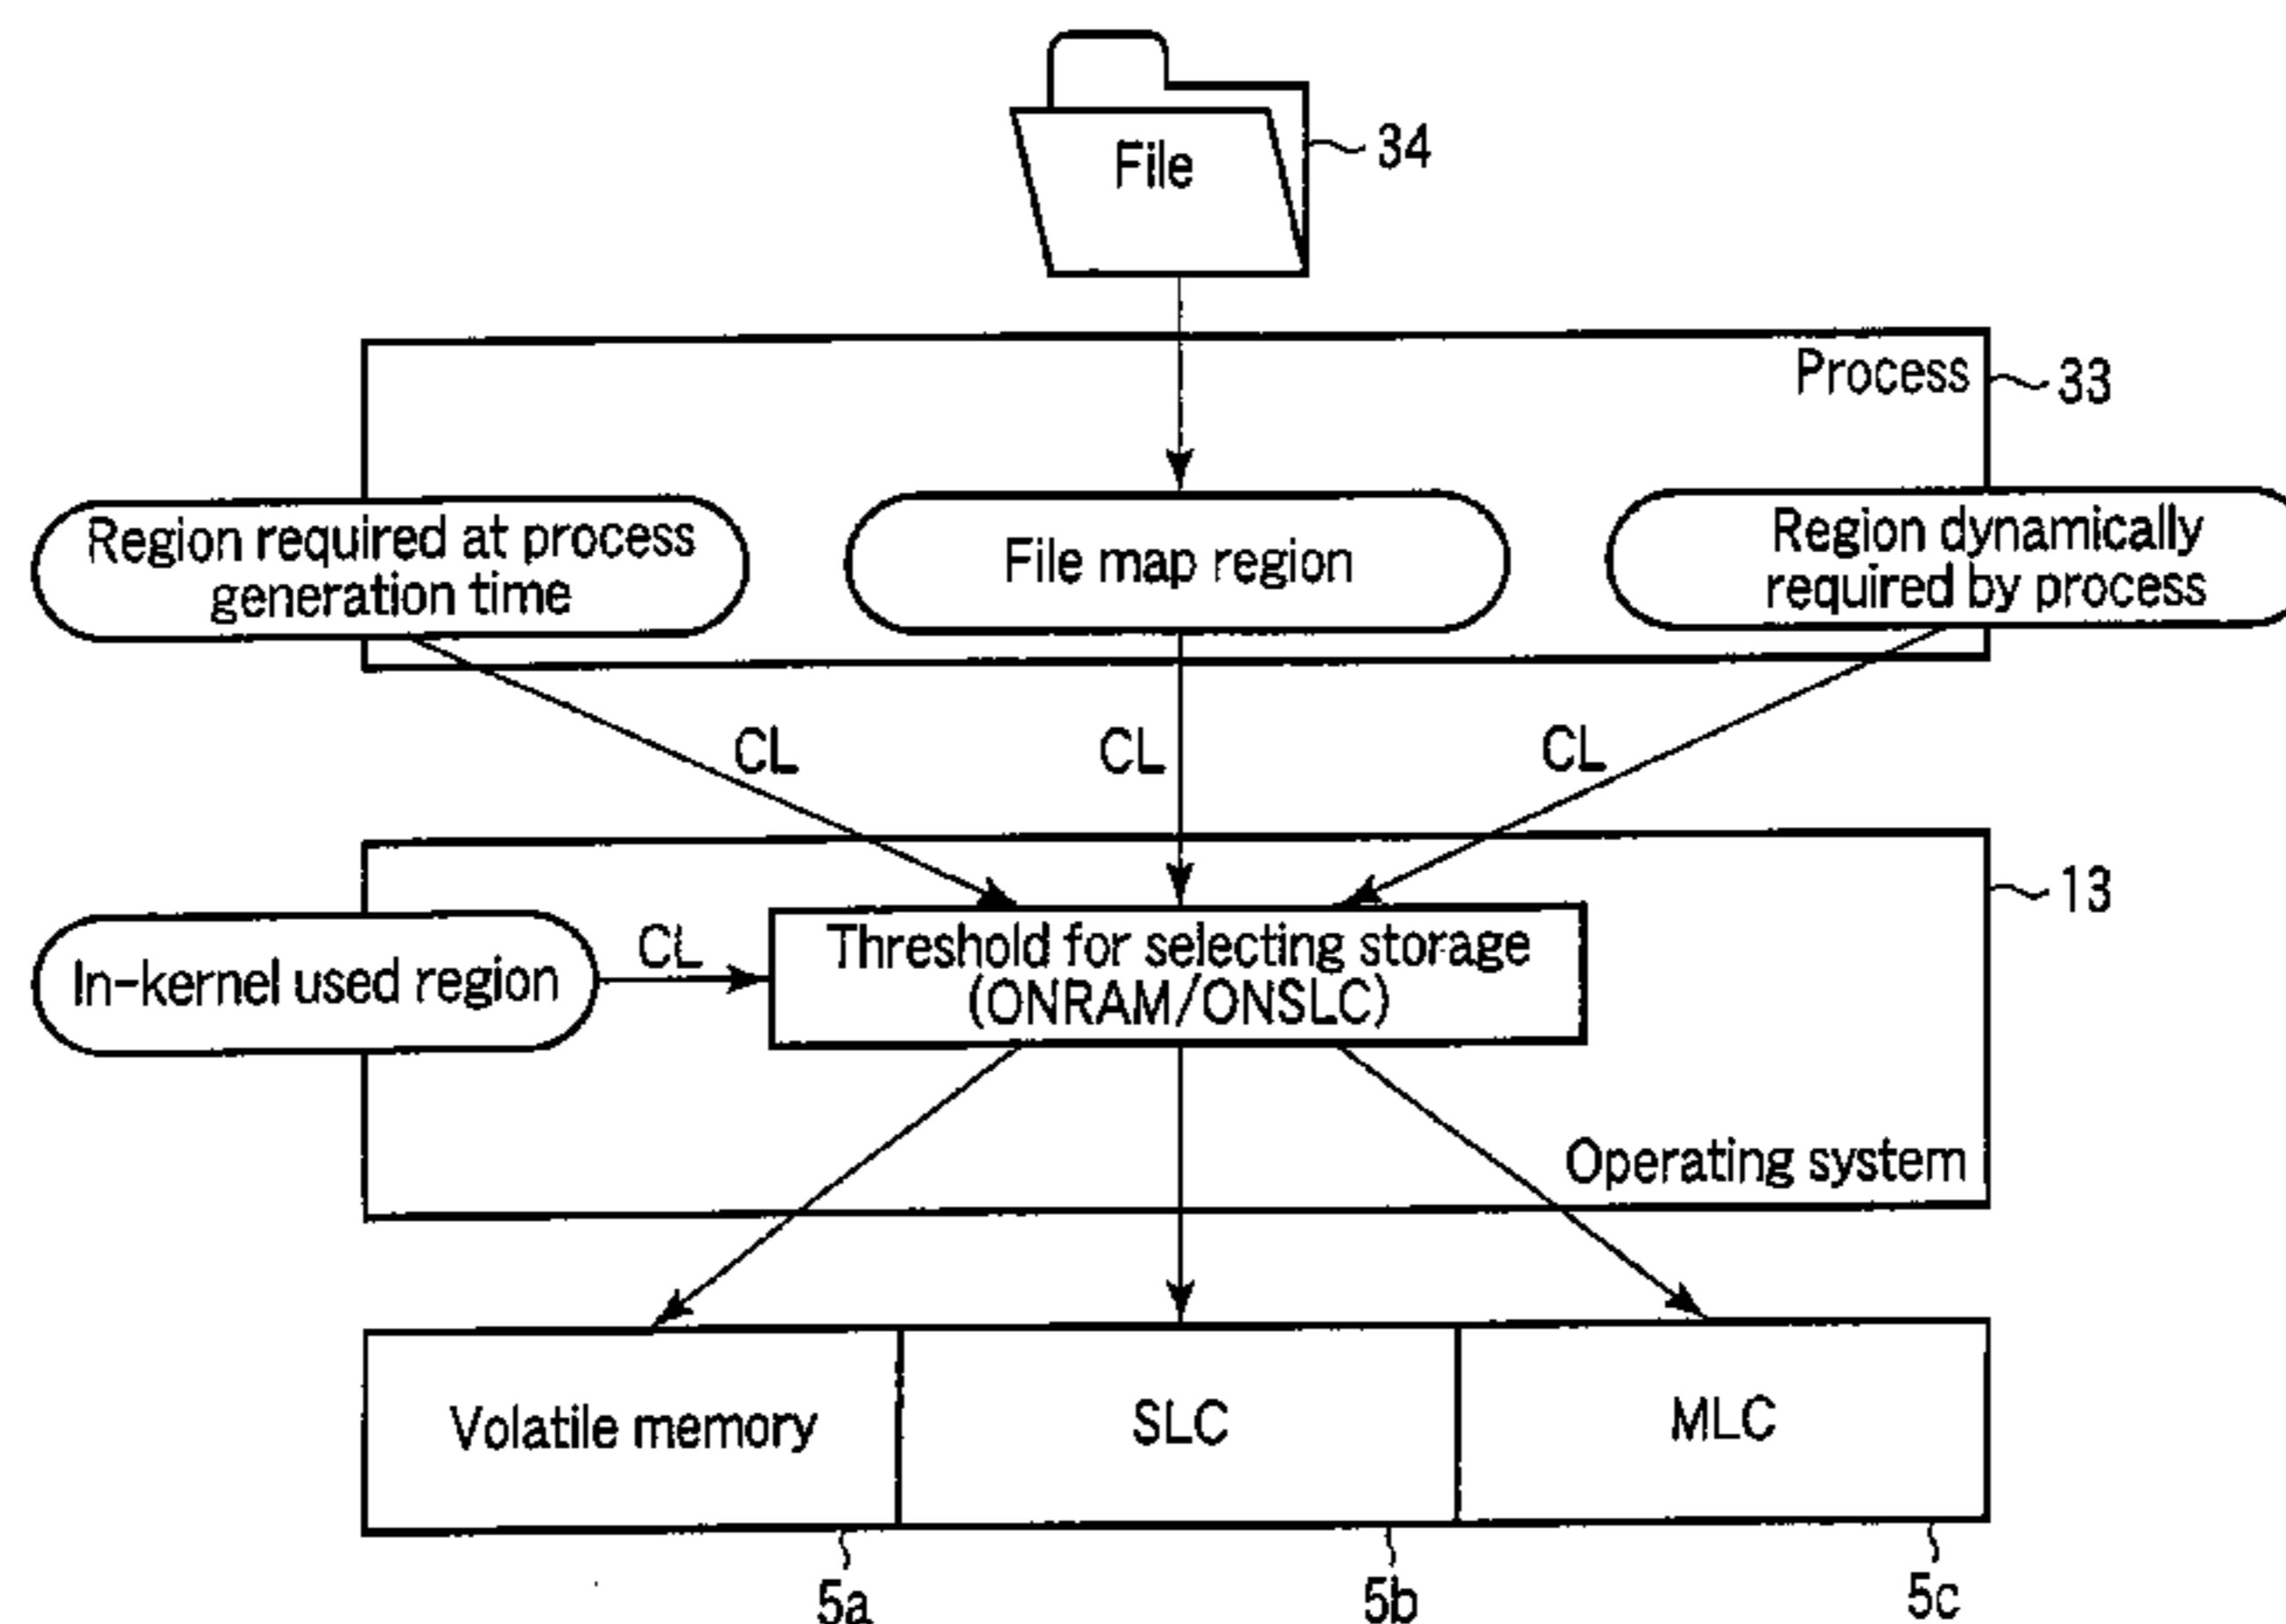 File
34
Process
33
Region required at process
generation time
File map region
Region dynamically
required by process
CL
CL
CL
13
In-kernel used region
CL
Threshold for selecting storage
(ONRAM/ONSLC)
Operating system
Volatile memory
SLC
MLC
5a
5b
5c